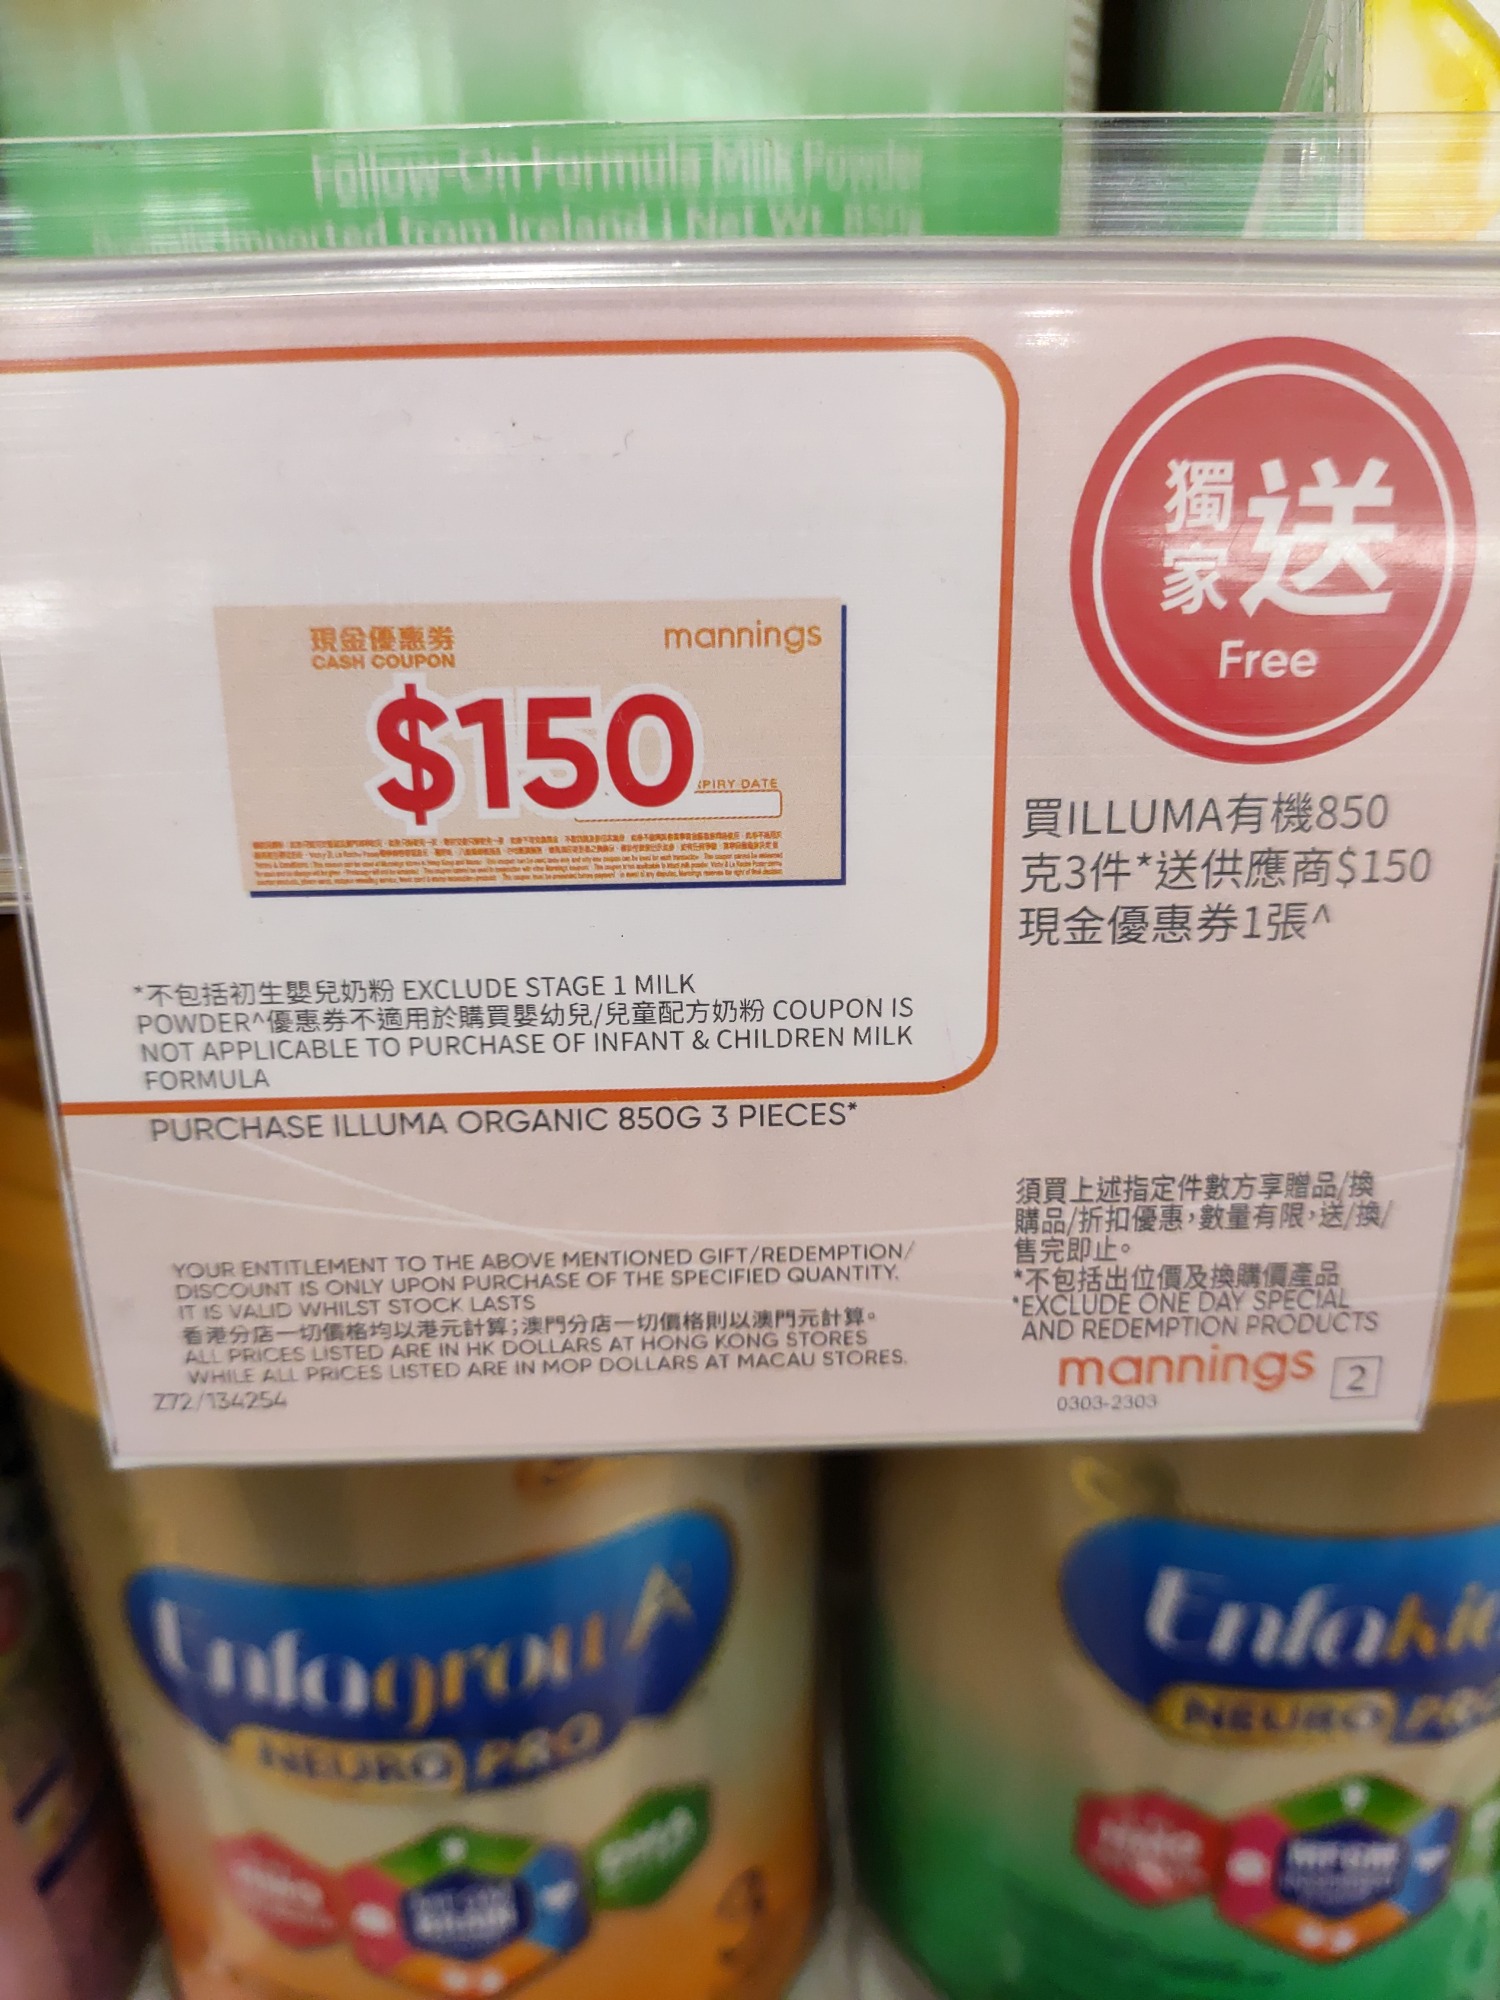 Follow-On Formula Milk Powder
Imported from Ireland | Net Wt. 850g
獨家送
Free
現金優惠券
CASH COUPON
mannings
$150
PIRY DATE
買ILLUMA有機850
克3件*送供應商$150
現金優惠券1張^
*不包括初生嬰兒奶粉 EXCLUDE STAGE 1 MILK
POWDER^優惠券不適用於購買嬰幼兒/兒童配方奶粉 COUPON IS
NOT APPLICABLE TO PURCHASE OF INFANT & CHILDREN MILK
FORMULA
PURCHASE ILLUMA ORGANIC 850G 3 PIECES*
YOUR ENTITLEMENT TO THE ABOVE MENTIONED GIFT/REDEMPTION/
DISCOUNT IS ONLY UPON PURCHASE OF THE SPECIFIED QUANTITY.
IT IS VALID WHILST STOCK LASTS
香港分店一切價格均以港元計算;澳門分店一切價格則以澳門元計算。
ALL PRICES LISTED ARE IN HK DOLLARS AT HONG KONG STORES
WHILE ALL PRICES LISTED ARE IN MOP DOLLARS AT MACAU STORES.
Z72/134254
須買上述指定件數方享贈品/換
購品/折扣優惠,數量有限,送/換/
售完即止。
*不包括出位價及換購價產品
*EXCLUDE ONE DAY SPECIAL
AND REDEMPTION PRODUCTS
mannings 2
0303-2303
Enfagrow A+
NEURO PRO
3
Enfakid
NEURO PRO